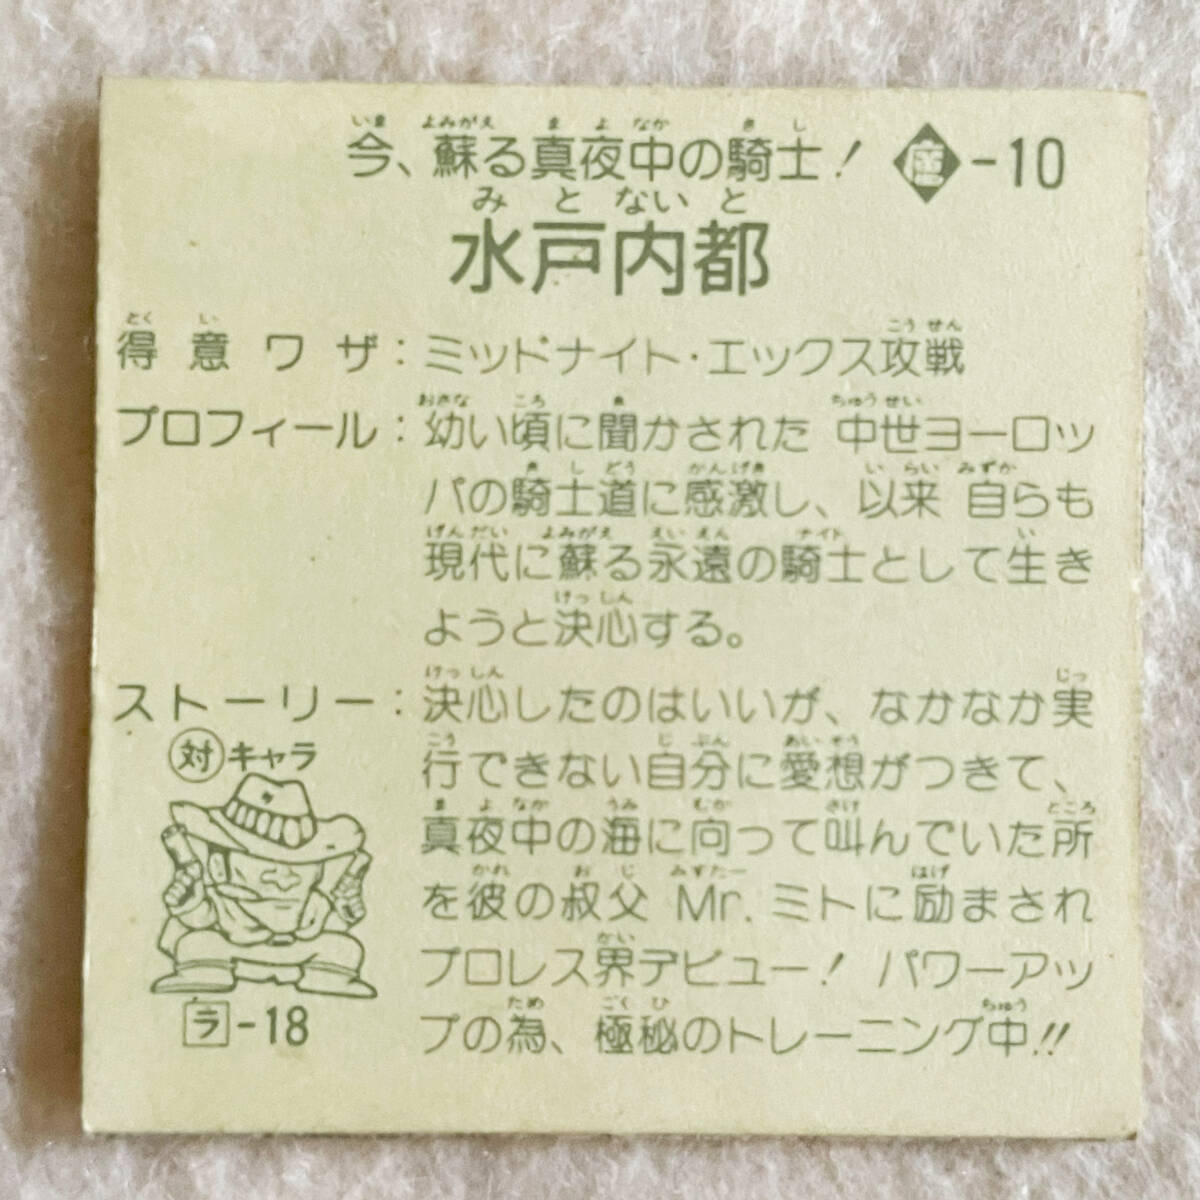 今、蘇る真夜中の騎士! 座-10
水戸内都
得意ワザ:ミッドナイト・エックス攻戦
プロフィール:幼い頃に聞かされた 中世ヨーロッ
パの騎士道に感激し、以来 自らも
現代に蘇る永遠の騎士として生き
ようと決心する。
ストーリー:決心したのはいいが、なかなか実
行できない自分に愛想がつきて、
真夜中の海に向って叫んでいた所
を彼の叔父 Mr.ミトに励まされ
プロレス界デビュー! パワーアッ
プの為、極秘のトレーニング中!!
対キャラ
ラ-18